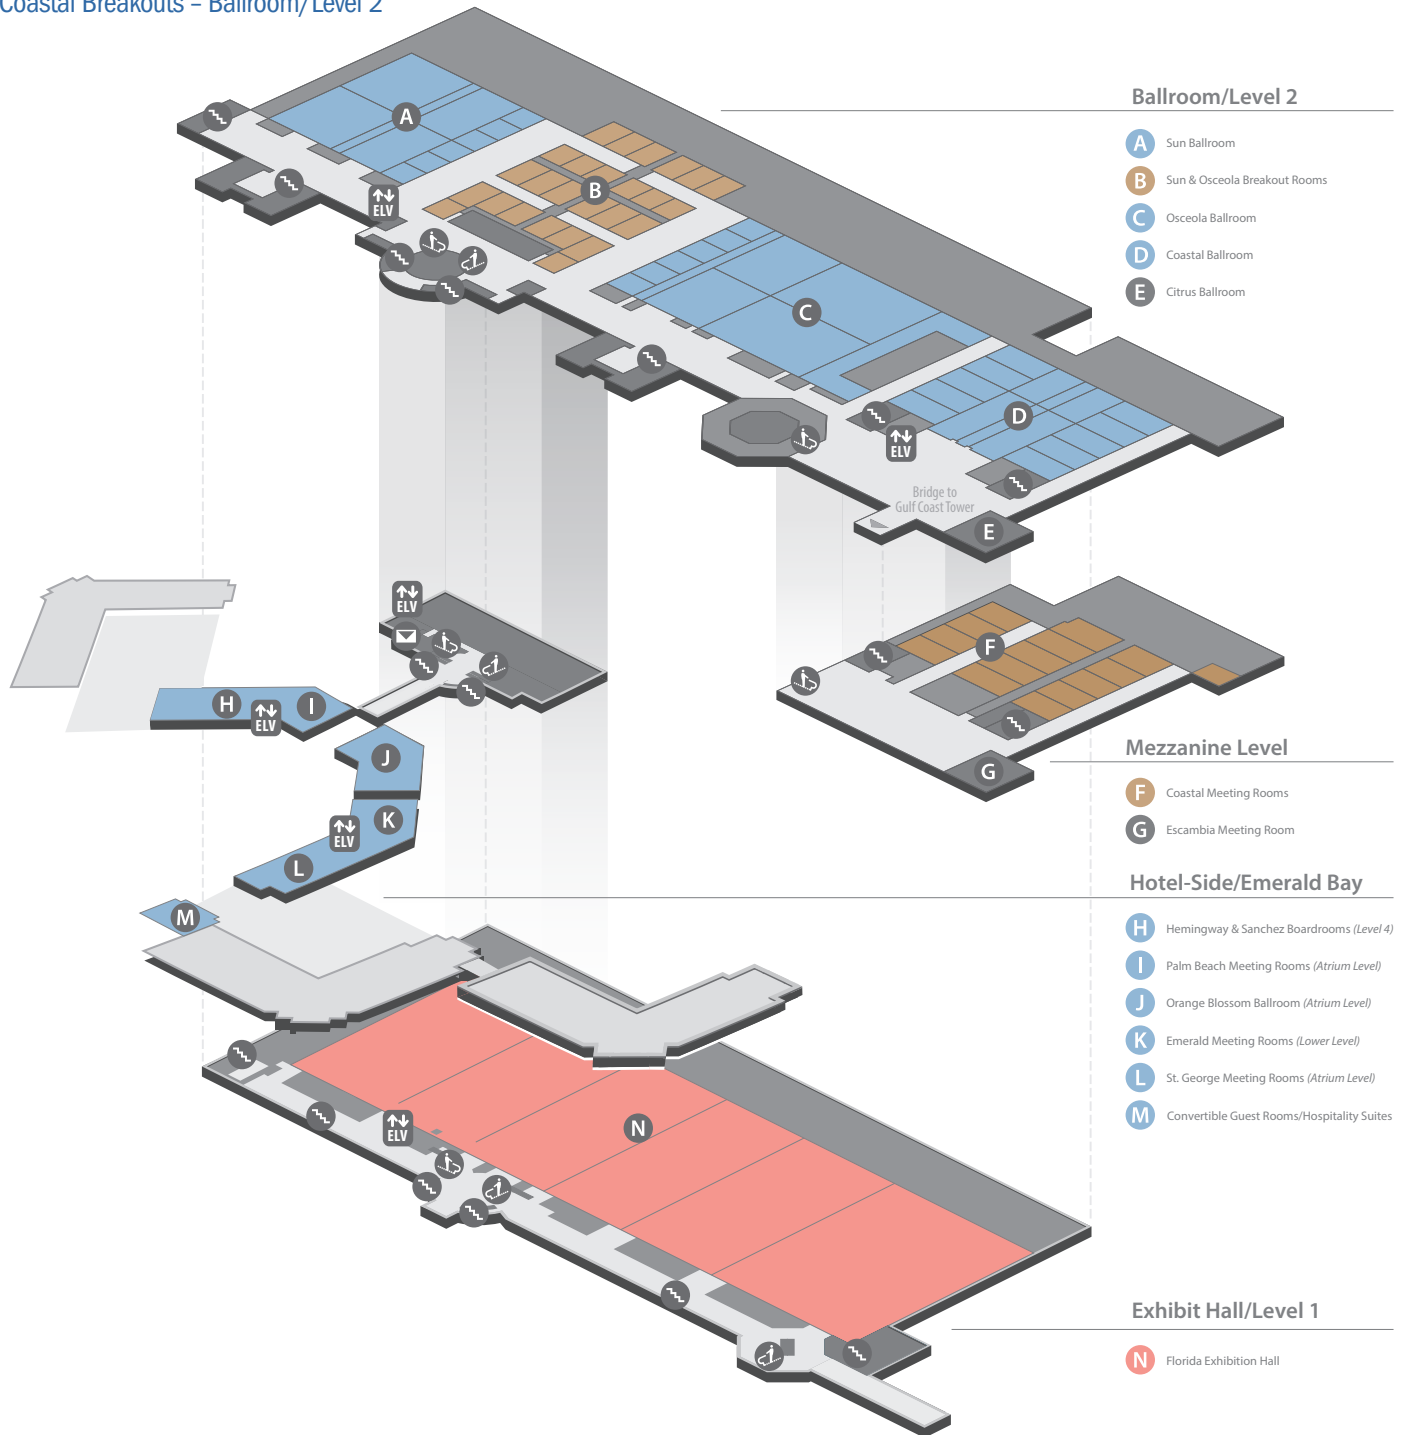 Coastal Breakouts – Ballroom/Level 2
Ballroom/Level 2
A Sun Ballroom
B Sun & Osceola Breakout Rooms
C Osceola Ballroom
D Coastal Ballroom
E Citrus Ballroom
A
B
ELV
C
D
ELV
Bridge to
Gulf Coast Tower
E
ELV
F
H
I
ELV
G
J
K
ELV
L
M
Mezzanine Level
F Coastal Meeting Rooms
G Escambia Meeting Room
Hotel-Side/Emerald Bay
H Hemingway & Sanchez Boardrooms (Level 4)
I Palm Beach Meeting Rooms (Atrium Level)
J Orange Blossom Ballroom (Atrium Level)
K Emerald Meeting Rooms (Lower Level)
L St. George Meeting Rooms (Atrium Level)
M Convertible Guest Rooms/Hospitality Suites
ELV
N
Exhibit Hall/Level 1
N Florida Exhibition Hall